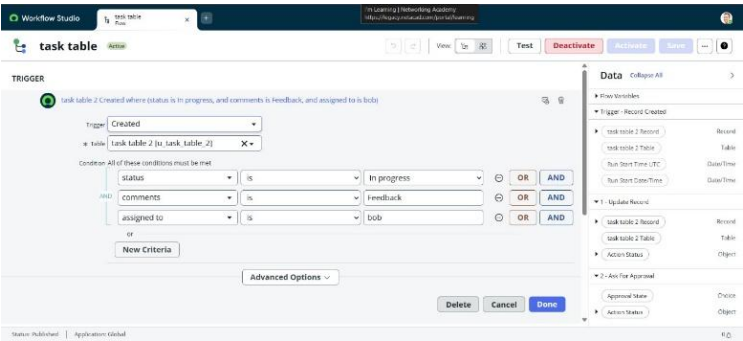 Workflow Studio
task table
Flow
I'm Learning | Networking Academy
https://legacy.netacad.com/portal/learning
task table Active
View: Test Deactivate Activate Save
TRIGGER
task table 2 Created where (status is In progress, and comments is Feedback, and assigned to is bob)
Trigger Created
* Table task table 2 [u_task_table_2]
Condition All of these conditions must be met
status is In progress OR AND
AND comments is Feedback OR AND
assigned to is bob OR AND
or
New Criteria
Advanced Options
Delete Cancel Done
Data Collapse All
Flow Variables
Trigger - Record Created
task table 2 Record Record
task table 2 Table Table
Run Start Time UTC Date/Time
Run Start Date/Time Date/Time
1 - Update Record
task table 2 Record Record
task table 2 Table Table
Action Status Object
2 - Ask For Approval
Approval State Choice
Action Status Object
Status: Published | Application: Global